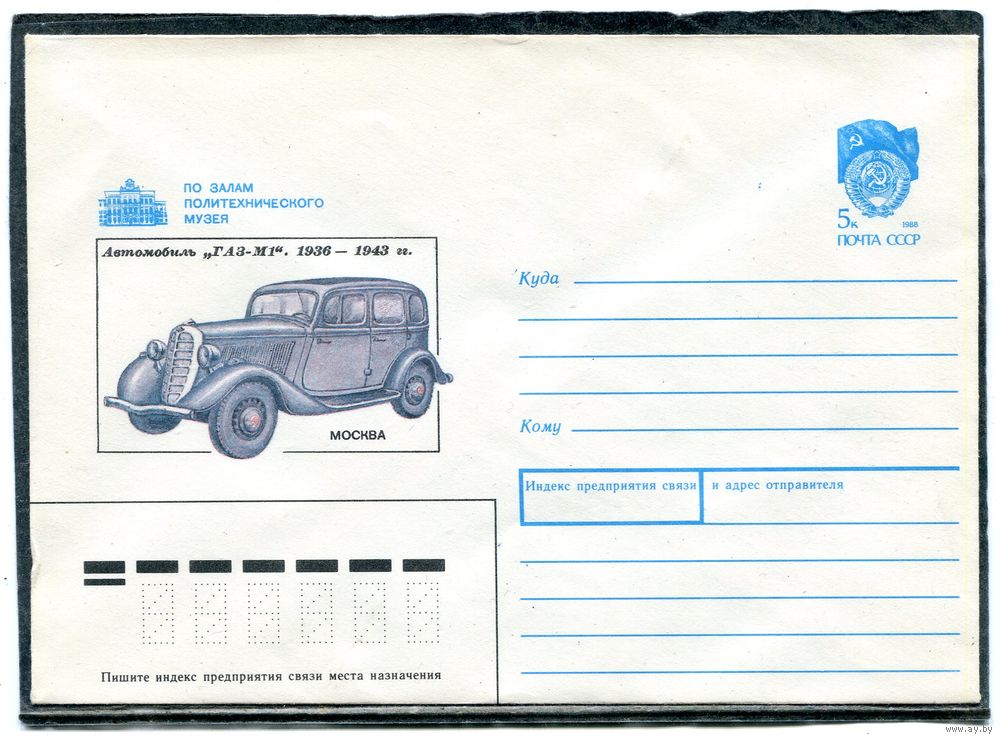 ПО ЗАЛАМ
ПОЛИТЕХНИЧЕСКОГО
МУЗЕЯ
Автомобиль „ГАЗ-М1“. 1936 — 1943 гг.
МОСКВА
5к 1988
ПОЧТА СССР
Куда
Кому
Индекс предприятия связи и адрес отправителя
Пишите индекс предприятия связи места назначения
www.ay.by